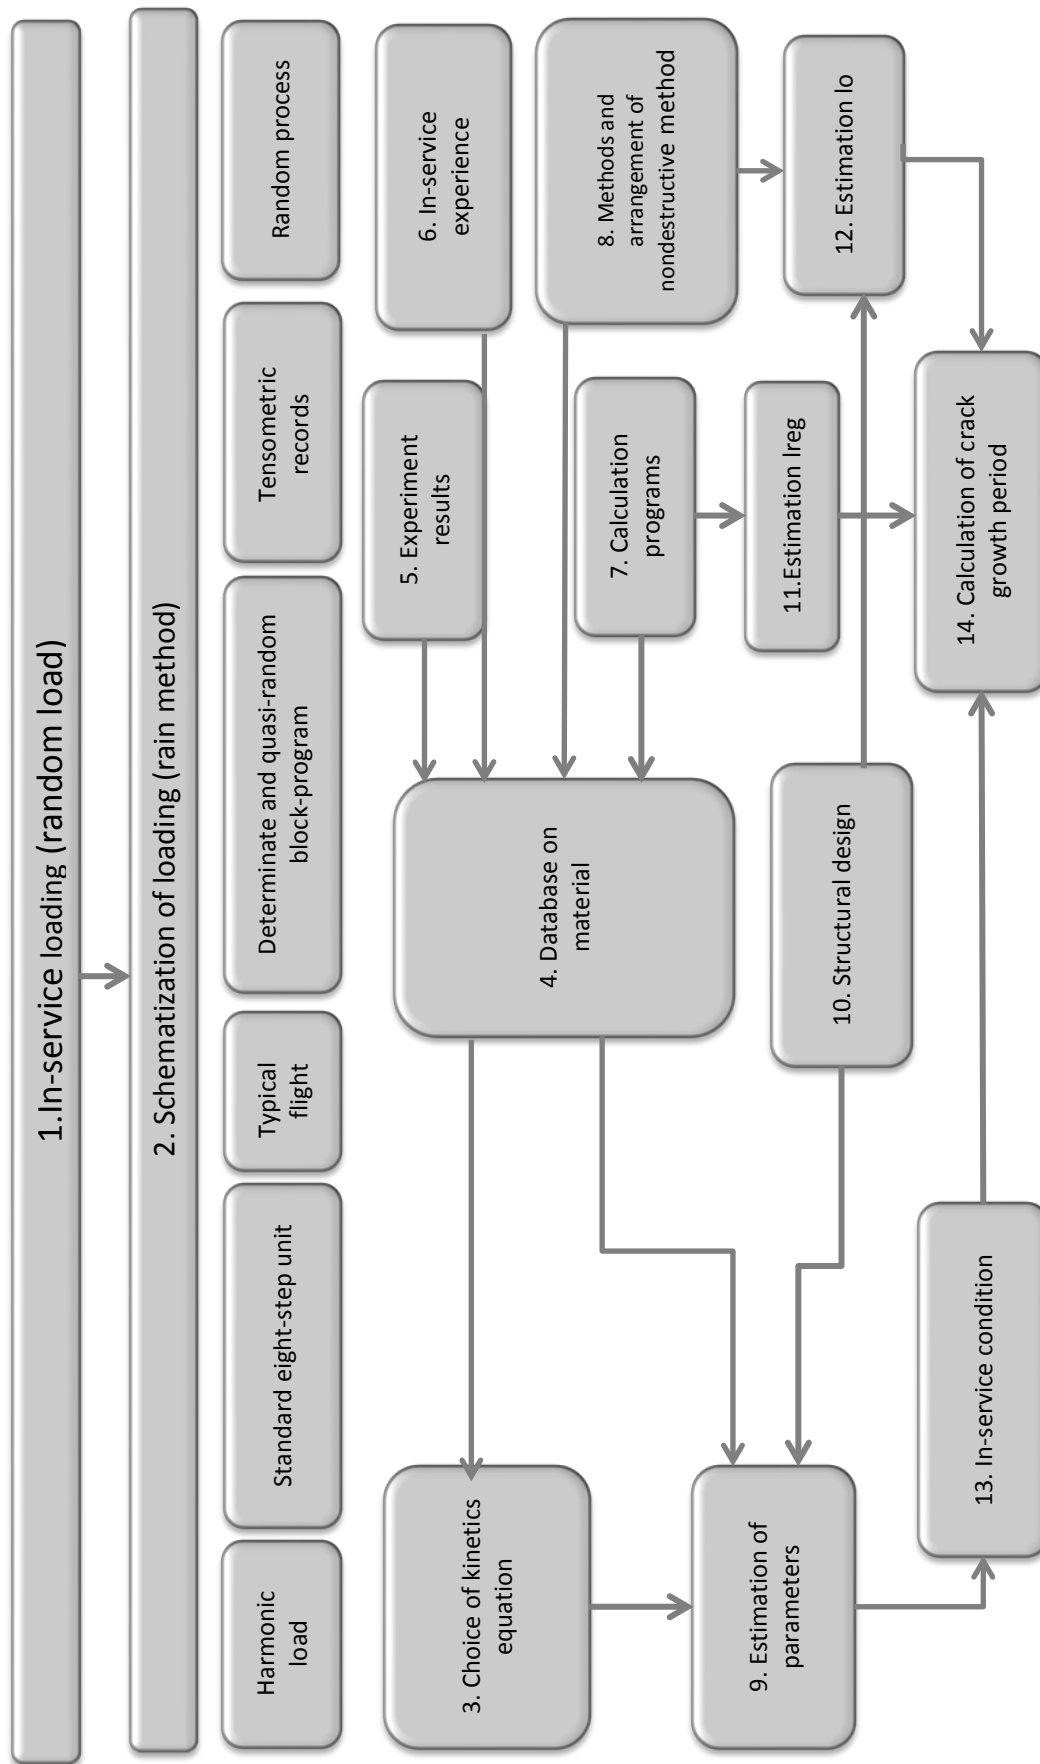 1.In-service loading (random load)
2. Schematization of loading (rain method)
Harmonic
load
Standard eight-step unit
Typical
flight
Determinate and quasi-random
block-program
Tensometric
records
Random process
3. Choice of kinetics
equation
4. Database on
material
5. Experiment
results
6. In-service
experience
7. Calculation
programs
8. Methods and
arrangement of
nondestructive method
9. Estimation of
parameters
10. Structural design
11.Estimation lreg
12. Estimation lo
13. In-service condition
14. Calculation of crack
growth period